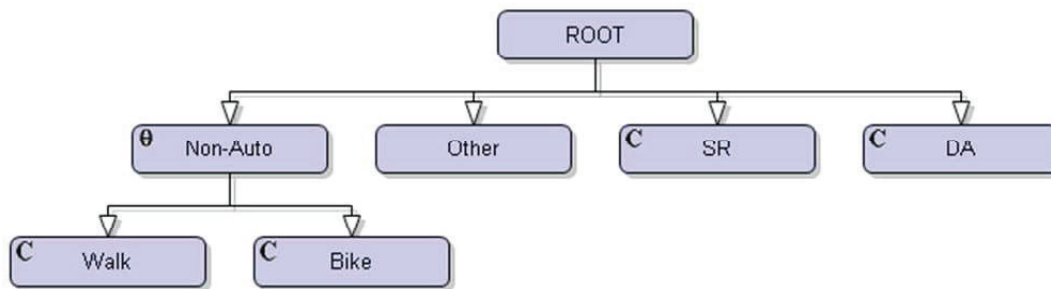 ROOT
θ Non-Auto
Other
C SR
C DA
C Walk
C Bike